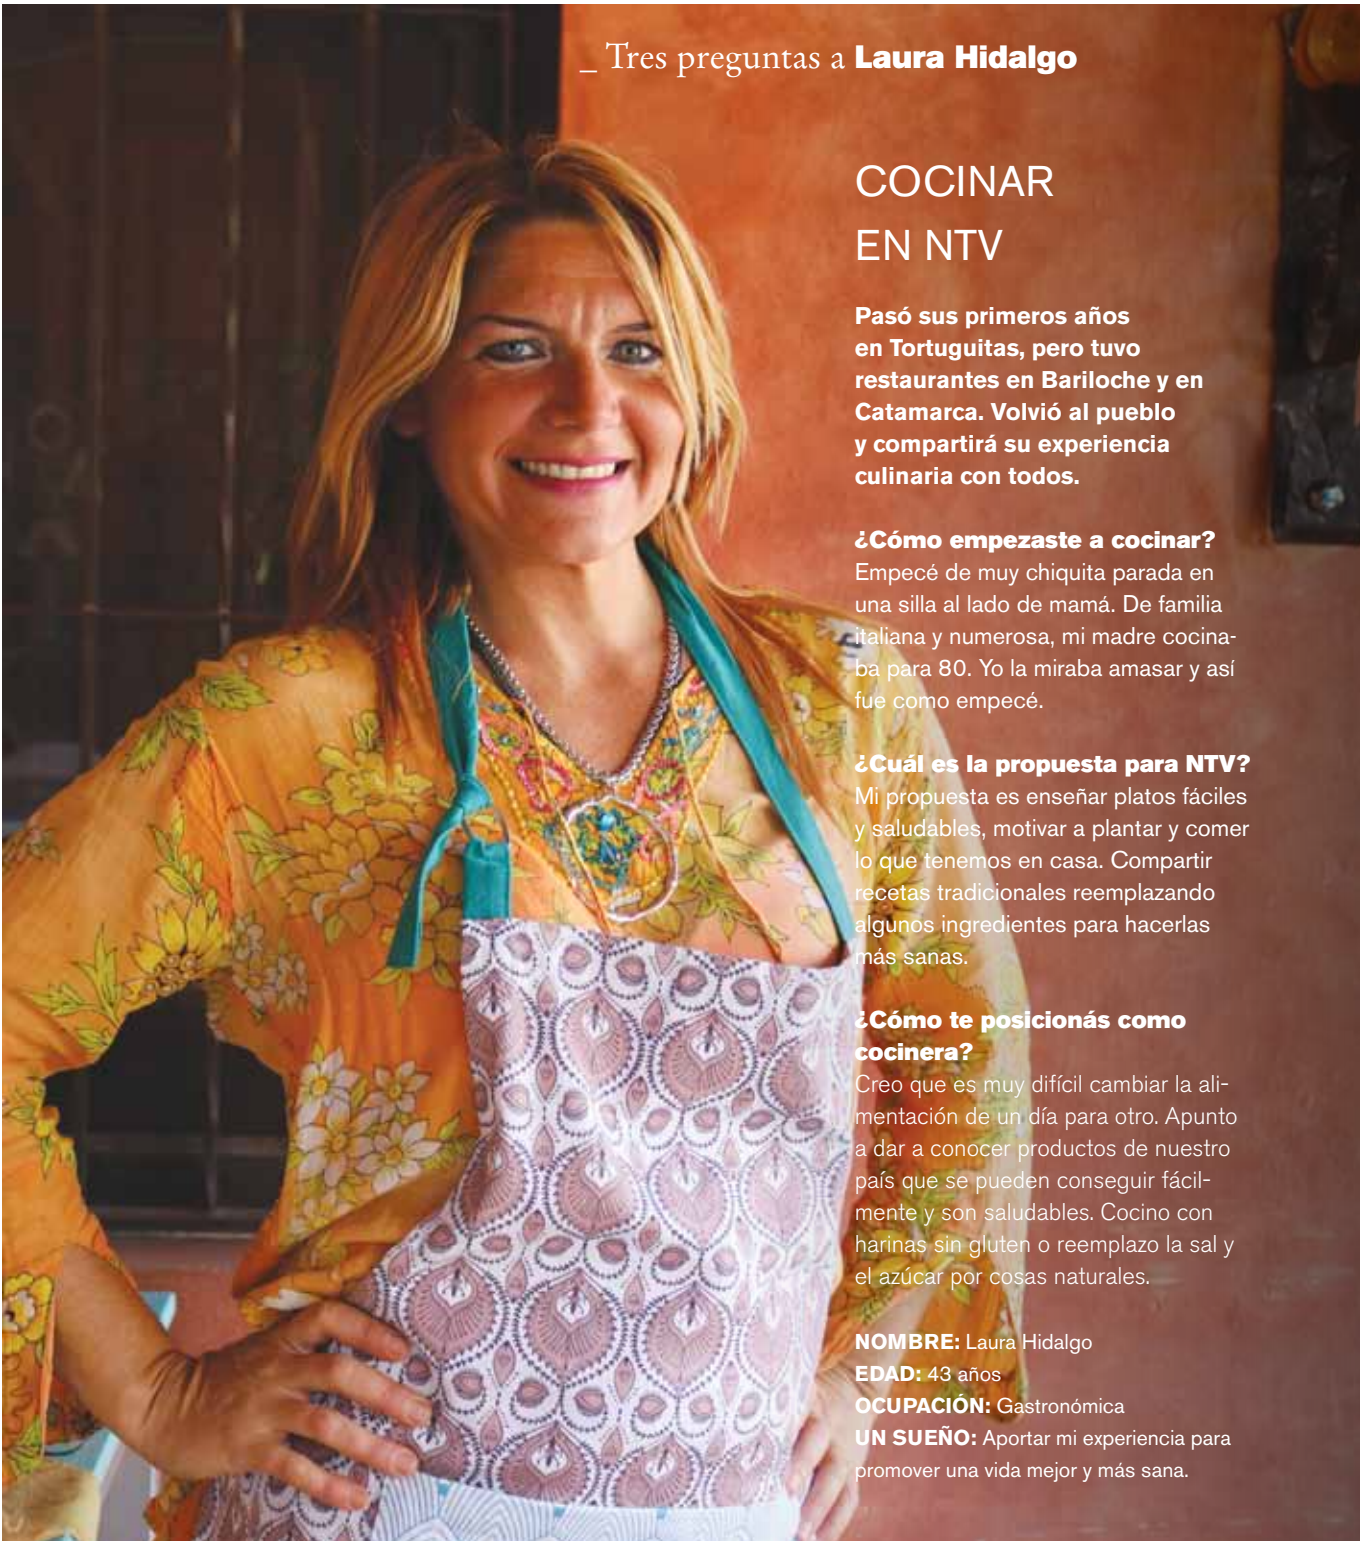 _ Tres preguntas a Laura Hidalgo
COCINAR
EN NTV
Pasó sus primeros años
en Tortuguitas, pero tuvo
restaurantes en Bariloche y en
Catamarca. Volvió al pueblo
y compartirá su experiencia
culinaria con todos.
¿Cómo empezaste a cocinar?
Empecé de muy chiquita parada en
una silla al lado de mamá. De familia
italiana y numerosa, mi madre cocina-
ba para 80. Yo la miraba amasar y así
fue como empecé.
¿Cuál es la propuesta para NTV?
Mi propuesta es enseñar platos fáciles
y saludables, motivar a plantar y comer
lo que tenemos en casa. Compartir
recetas tradicionales reemplazando
algunos ingredientes para hacerlas
más sanas.
¿Cómo te posicionás como
cocinera?
Creo que es muy difícil cambiar la ali-
mentación de un día para otro. Apunto
a dar a conocer productos de nuestro
país que se pueden conseguir fácil-
mente y son saludables. Cocino con
harinas sin gluten o reemplazo la sal y
el azúcar por cosas naturales.
NOMBRE: Laura Hidalgo
EDAD: 43 años
OCUPACIÓN: Gastronómica
UN SUEÑO: Aportar mi experiencia para
promover una vida mejor y más sana.